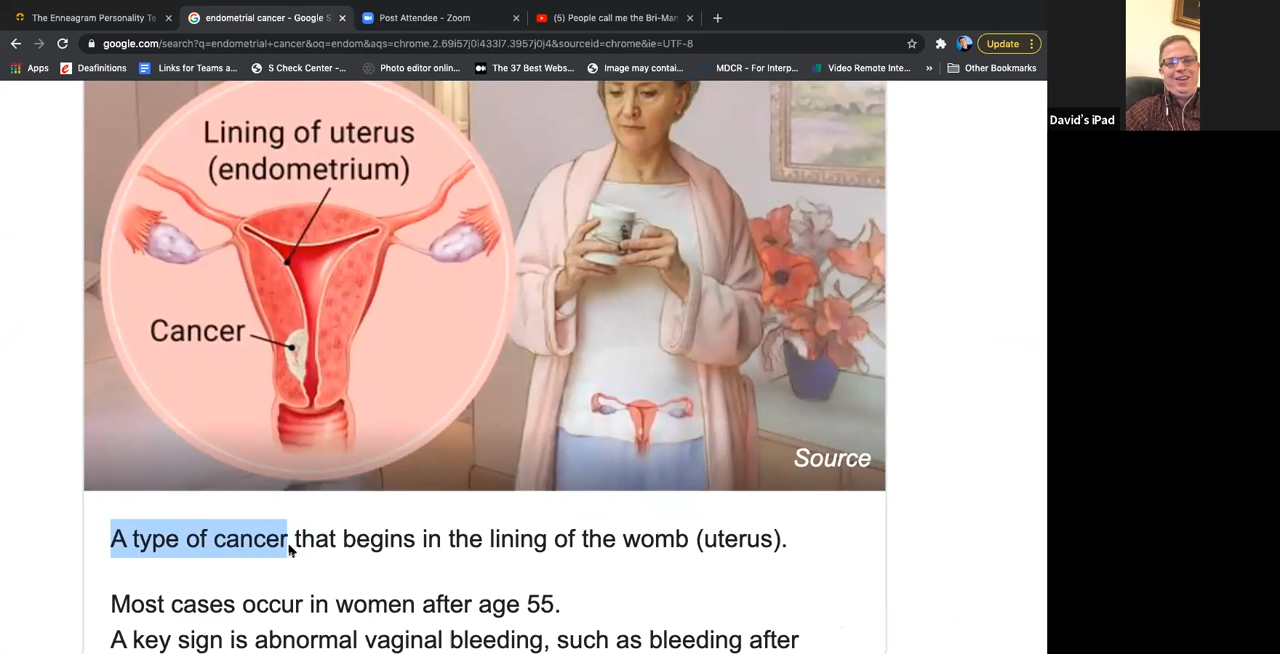 The Enneagram Personality Te
endometrial cancer - Google S
Post Attendee - Zoom
(5) People call me the Bri-Man
google.com/search?q=endometrial+cancer&oq=endom&aqs=chrome.2.69i57j0i433l7.3957j0j4&sourceid=chrome&ie=UTF-8
Update
Apps
Deafinitions
Links for Teams a...
S Check Center -...
Photo editor onlin...
The 37 Best Webs...
Image may contai...
MDCR - For Interp...
Video Remote Inte...
»
Other Bookmarks
David's iPad
Lining of uterus
(endometrium)
Cancer
Source
A type of cancer that begins in the lining of the womb (uterus).
Most cases occur in women after age 55.
A key sign is abnormal vaginal bleeding, such as bleeding after